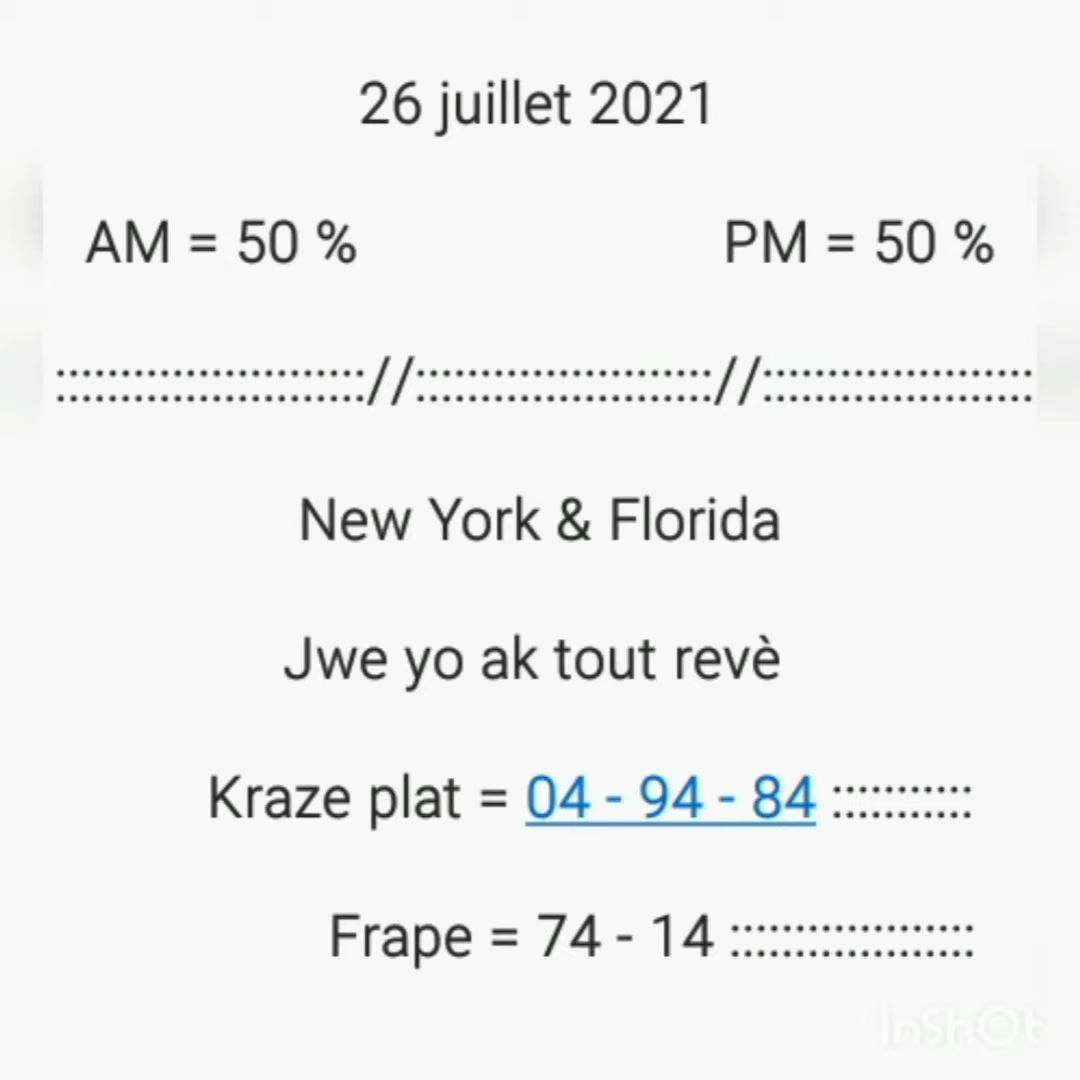 26 juillet 2021
AM = 50 % PM = 50 %
:::::::::::::::::::::::://:::::::::::::::::::::::://:::::::::::::::::::::
New York & Florida
Jwe yo ak tout revè
Kraze plat = 04 - 94 - 84 :::::::::::
Frape = 74 - 14 :::::::::::::::::::
InShOt